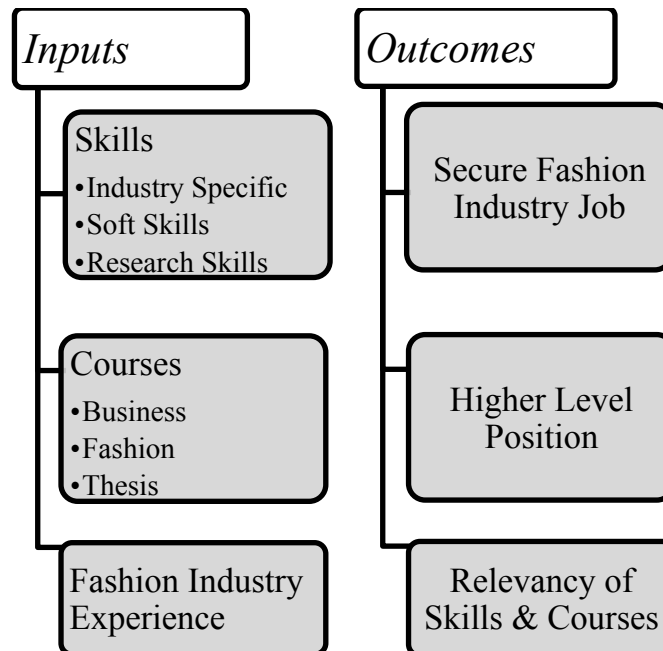 Inputs
Skills
•Industry Specific
•Soft Skills
•Research Skills
Courses
•Business
•Fashion
•Thesis
Fashion Industry
Experience
Outcomes
Secure Fashion
Industry Job
Higher Level
Position
Relevancy of
Skills & Courses